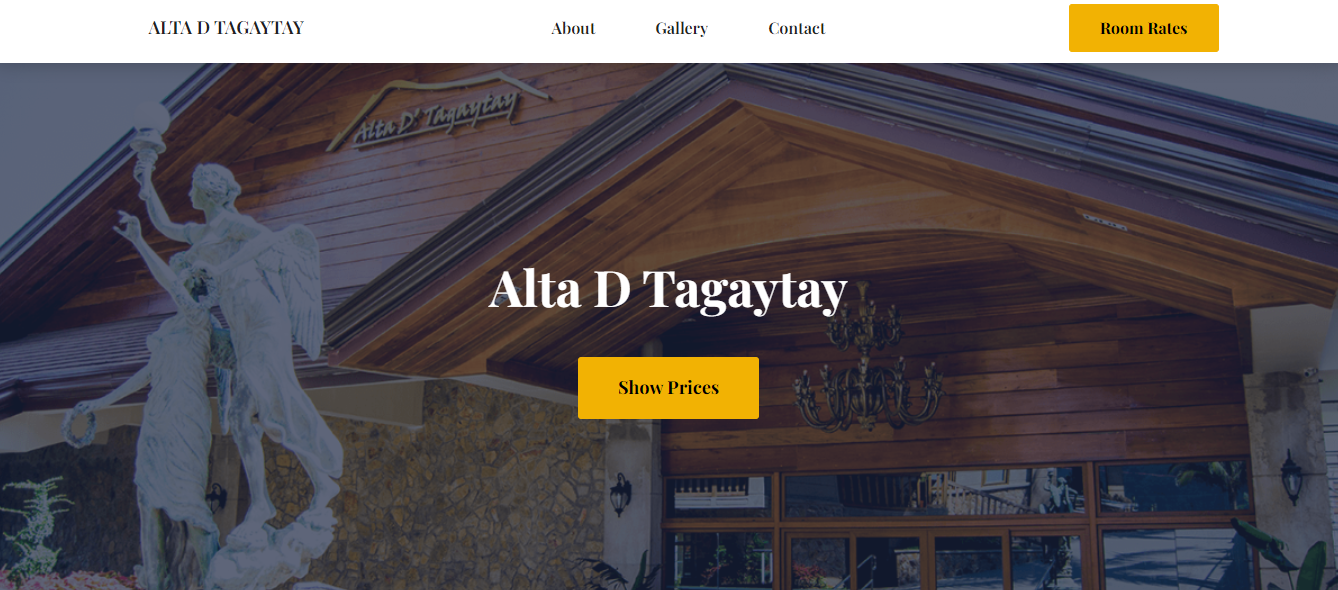 ALTA D TAGAYTAY
About
Gallery
Contact
Room Rates
Alta D' Tagaytay
Alta D Tagaytay
Show Prices